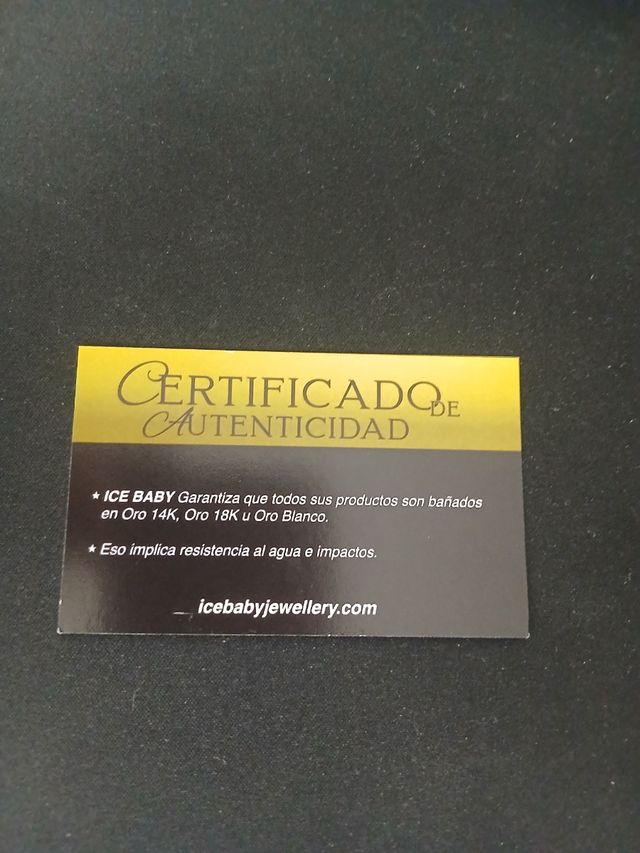 CERTIFICADO DE
AUTENTICIDAD
★ ICE BABY Garantiza que todos sus productos son bañados
en Oro 14K, Oro 18K u Oro Blanco.
★ Eso implica resistencia al agua e impactos.
icebabyjewellery.com